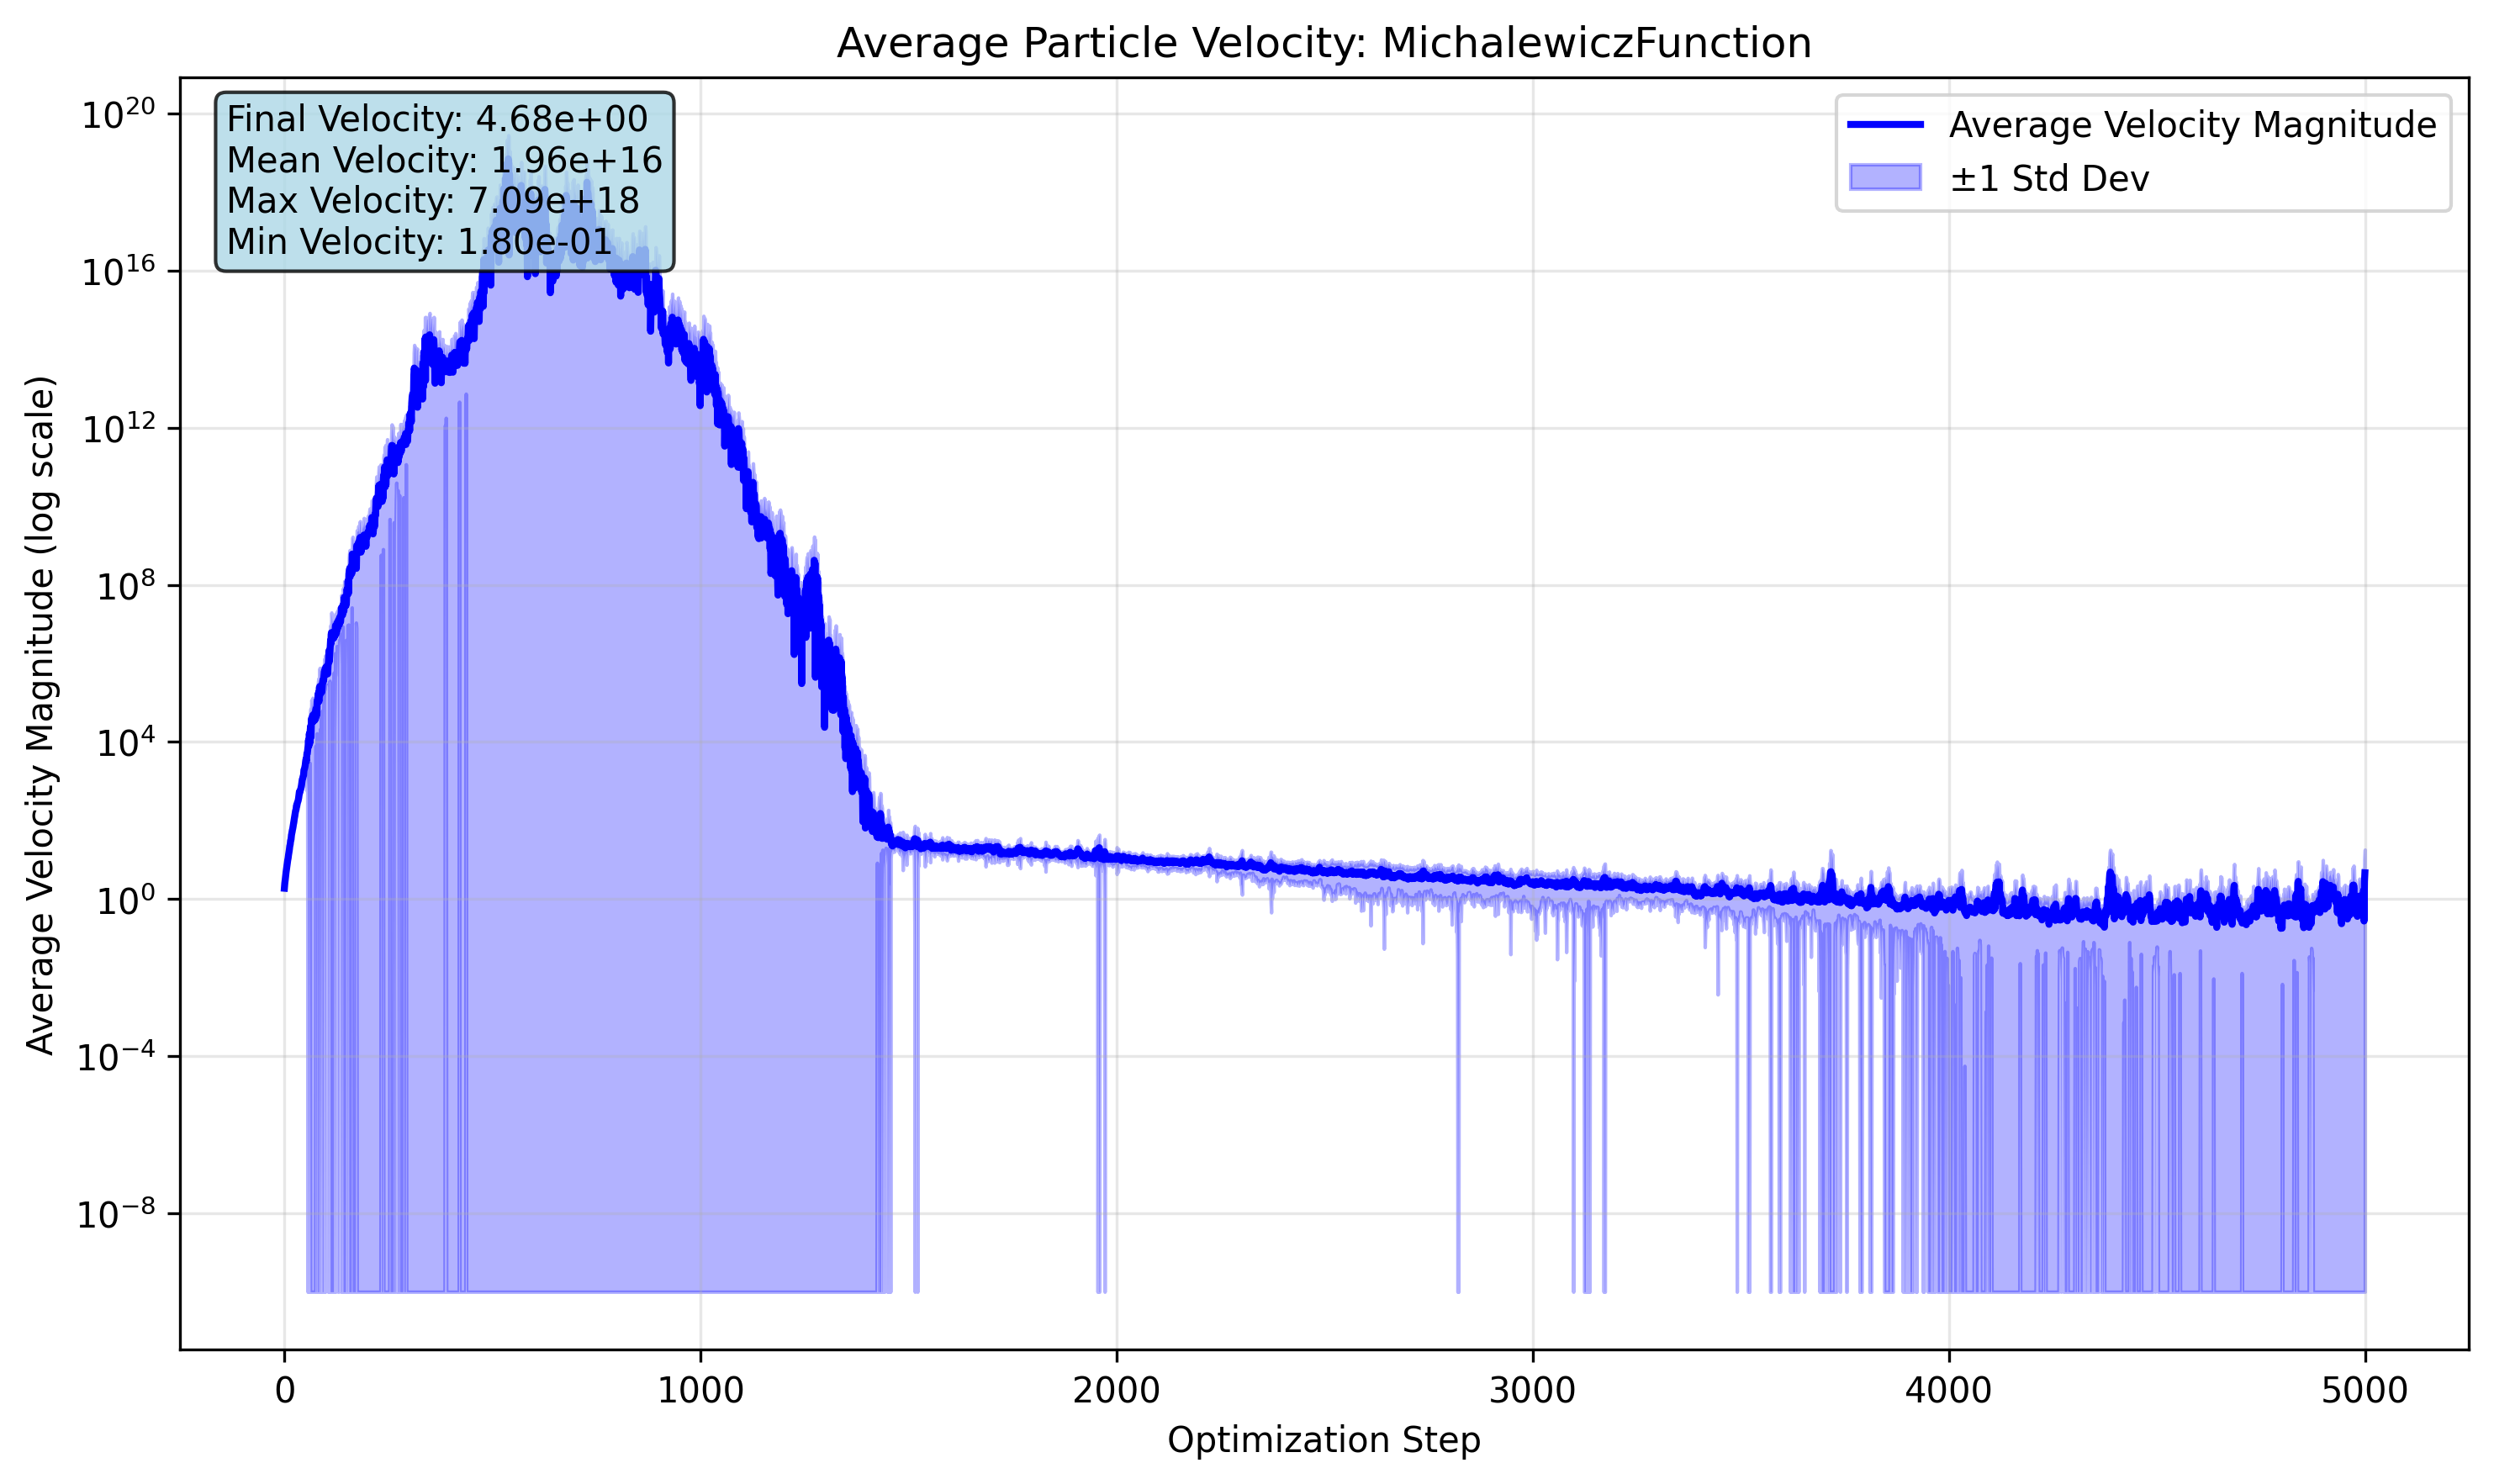 Average Particle Velocity: MichalewiczFunction
Final Velocity: 4.68e+00
Mean Velocity: 1.96e+16
Max Velocity: 7.09e+18
Min Velocity: 1.80e-01
Average Velocity Magnitude
±1 Std Dev
Average Velocity Magnitude (log scale)
10²⁰
10¹⁶
10¹²
10⁸
10⁴
10⁰
10⁻⁴
10⁻⁸
0 1000 2000 3000 4000 5000
Optimization Step